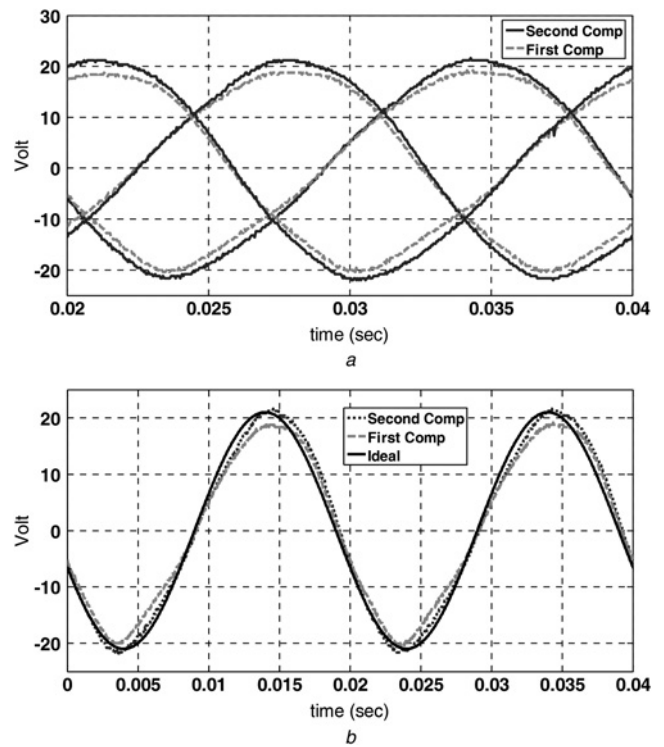 30
20
10
0
-10
-20
Volt
Second Comp
First Comp
0.02 0.025 0.03 0.035 0.04
time (sec)
a
20
10
0
-10
-20
Volt
Second Comp
First Comp
Ideal
0 0.005 0.01 0.015 0.02 0.025 0.03 0.035 0.04
time (sec)
b